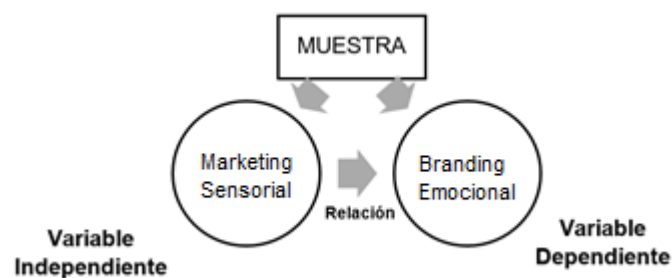 MUESTRA
Marketing
Sensorial
Branding
Emocional
Relación
Variable
Independiente
Variable
Dependiente